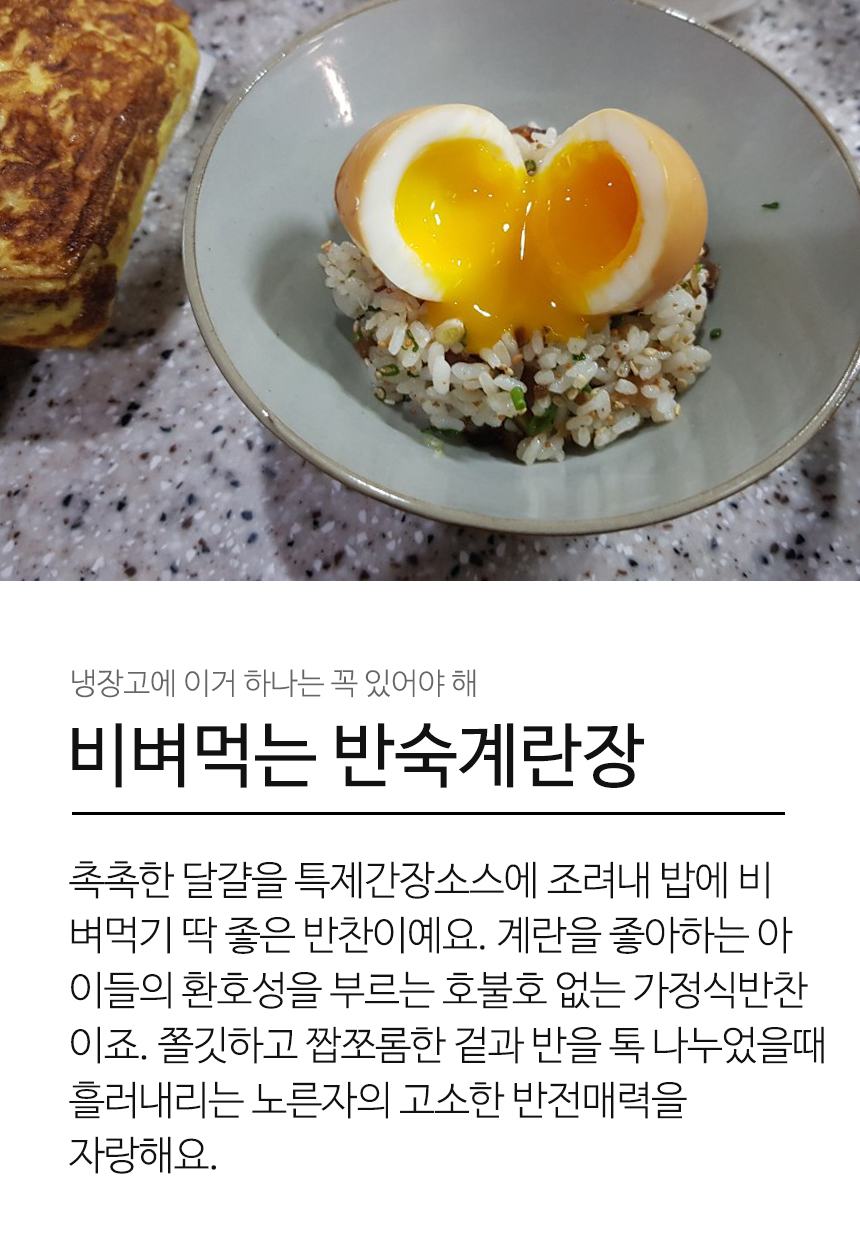 냉장고에 이거 하나는 꼭 있어야 해
비벼먹는 반숙계란장
촉촉한 달걀을 특제간장소스에 조려내 밥에 비
벼먹기 딱 좋은 반찬이예요. 계란을 좋아하는 아
이들의 환호성을 부르는 호불호 없는 가정식반찬
이죠. 쫄깃하고 짭쪼롬한 겉과 반을 톡 나누었을때
흘러내리는 노른자의 고소한 반전매력을
자랑해요.